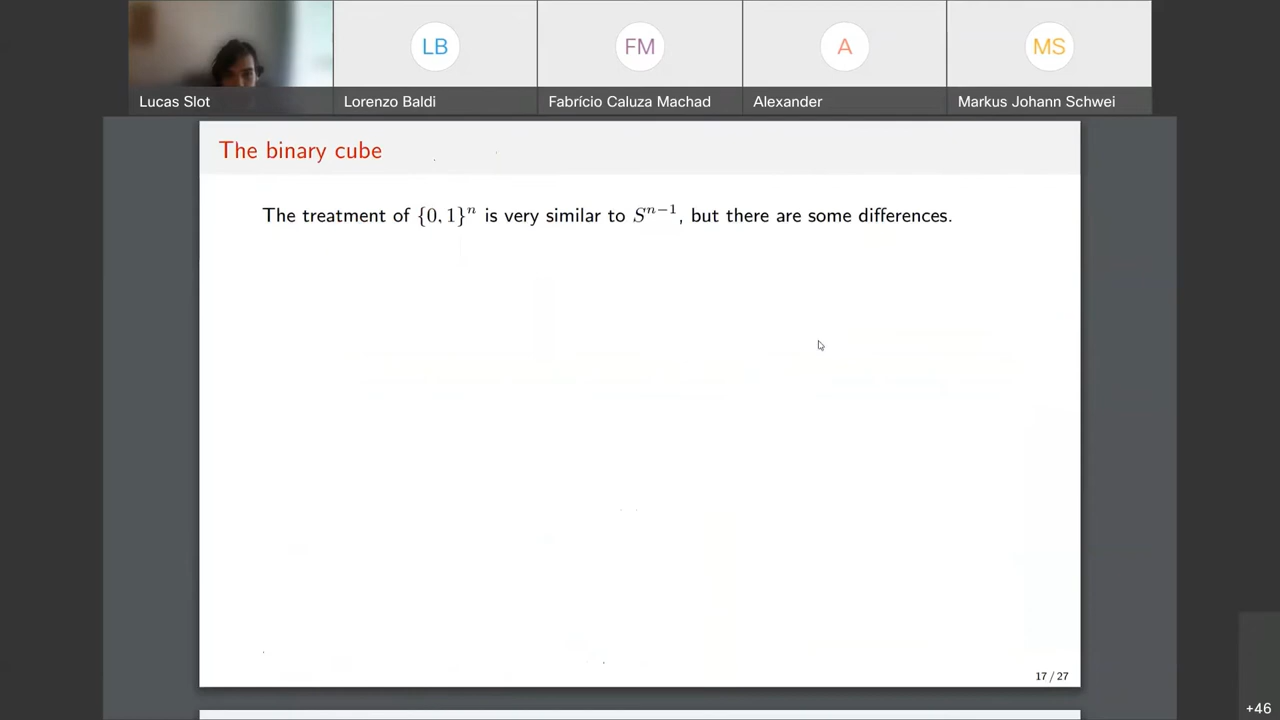 LB
FM
A
MS
Lucas Slot
Lorenzo Baldi
Fabrício Caluza Machad
Alexander
Markus Johann Schwei
The binary cube
The treatment of {0, 1}ⁿ is very similar to Sⁿ⁻¹, but there are some differences.
17 / 27
+46